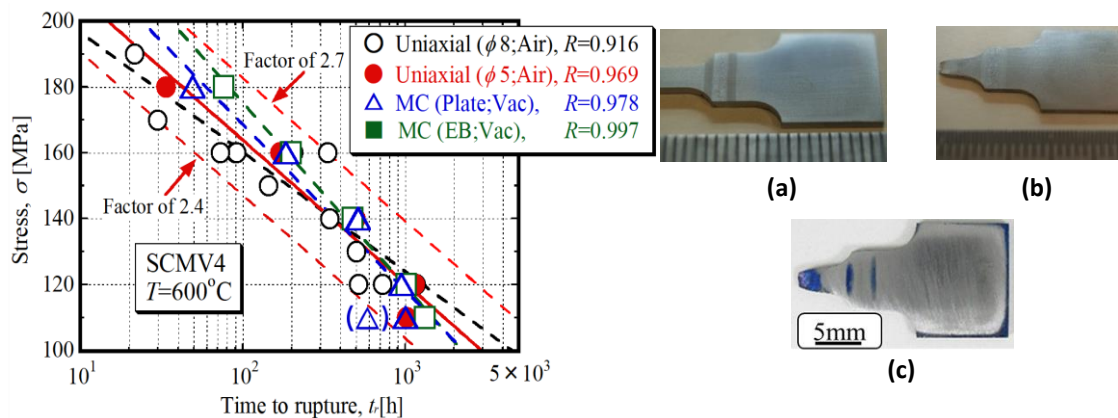 200
180
160
140
120
100
Stress, σ [MPa]
10¹
10²
10³
5×10³
Time to rupture, tᵣ[h]
Factor of 2.7
Factor of 2.4
SCMV4
T=600°C
Uniaxial (ϕ8;Air), R=0.916
Uniaxial (ϕ5;Air), R=0.969
MC (Plate;Vac), R=0.978
MC (EB;Vac), R=0.997
( )
(a)
(b)
5mm
(c)